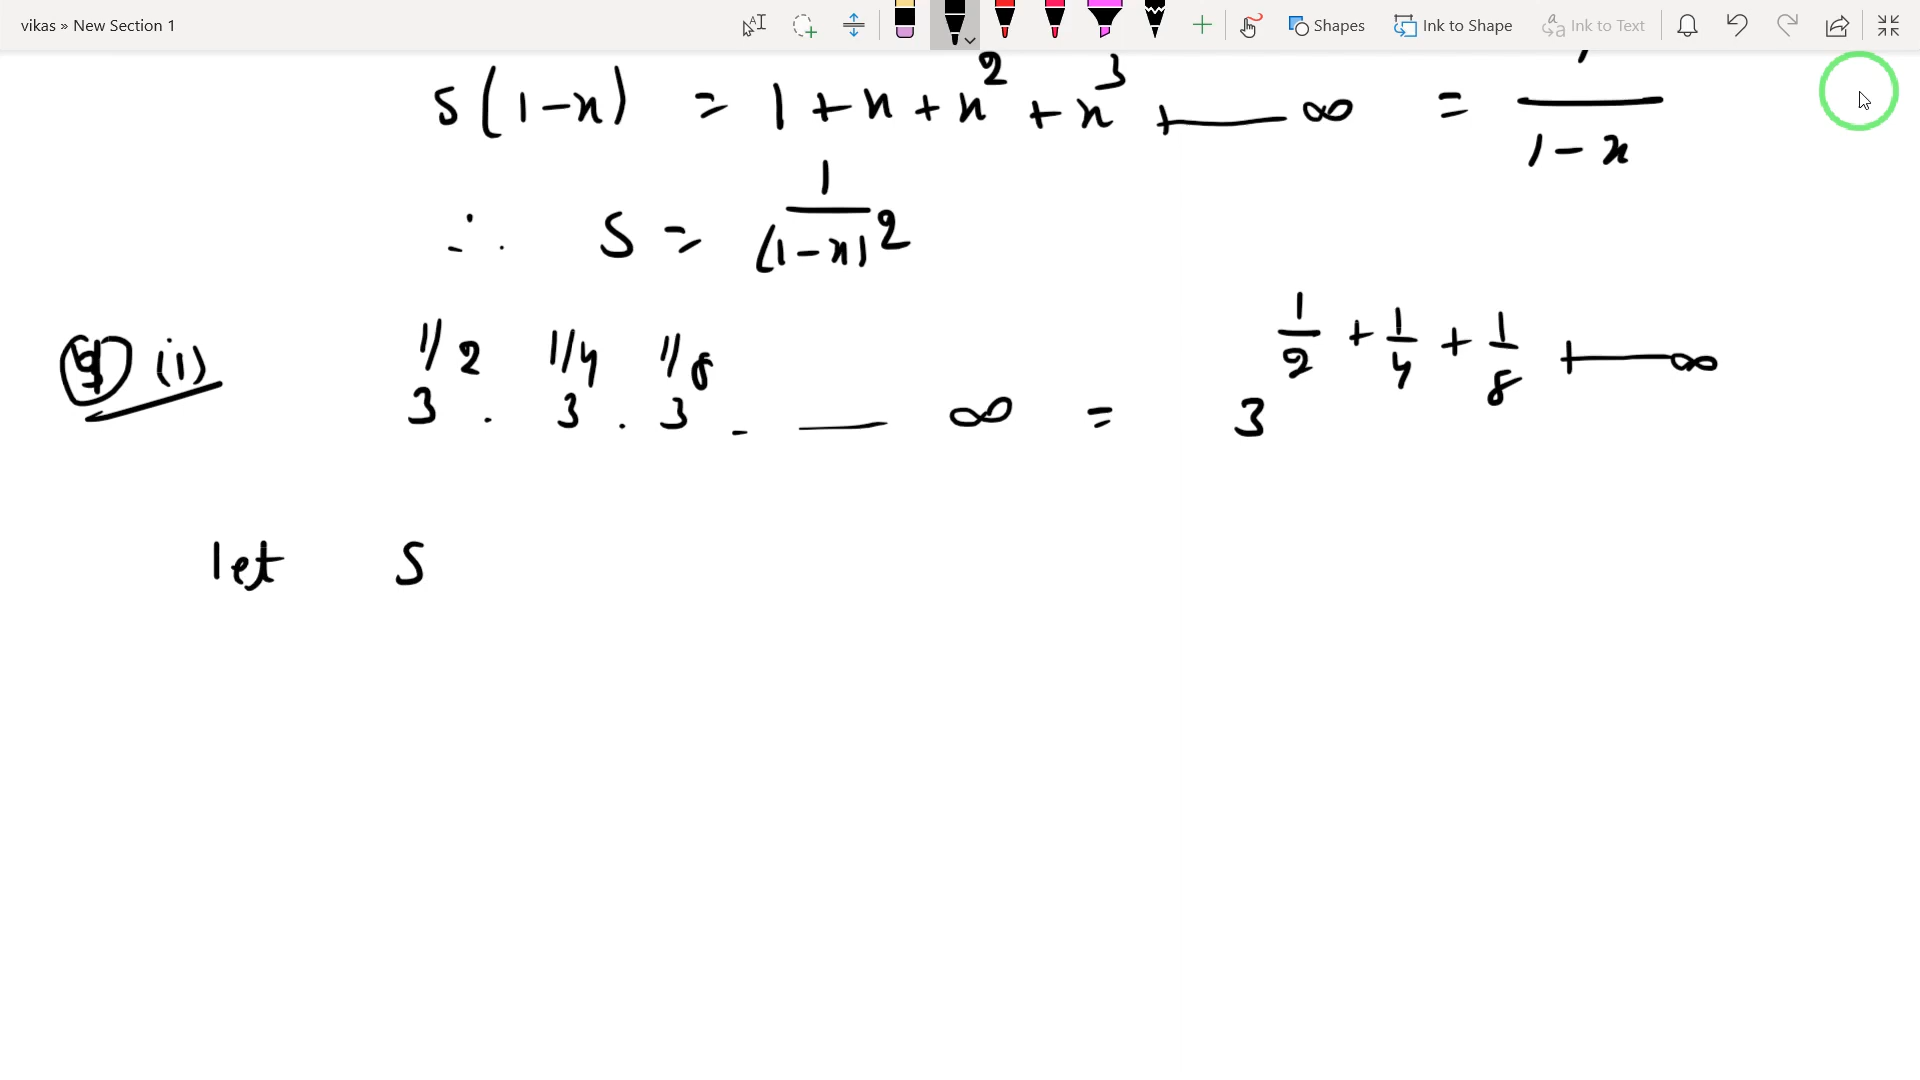 vikas » New Section 1
Shapes
Ink to Shape
Ink to Text
S(1-x) = 1 + x + x² + x³ + — ∞ = 1/(1-x)
∴ S = 1/(1-x)²
(i) 3^(1/2) . 3^(1/4) . 3^(1/8) . — ∞ = 3^(1/2 + 1/4 + 1/8 + — ∞)
let S